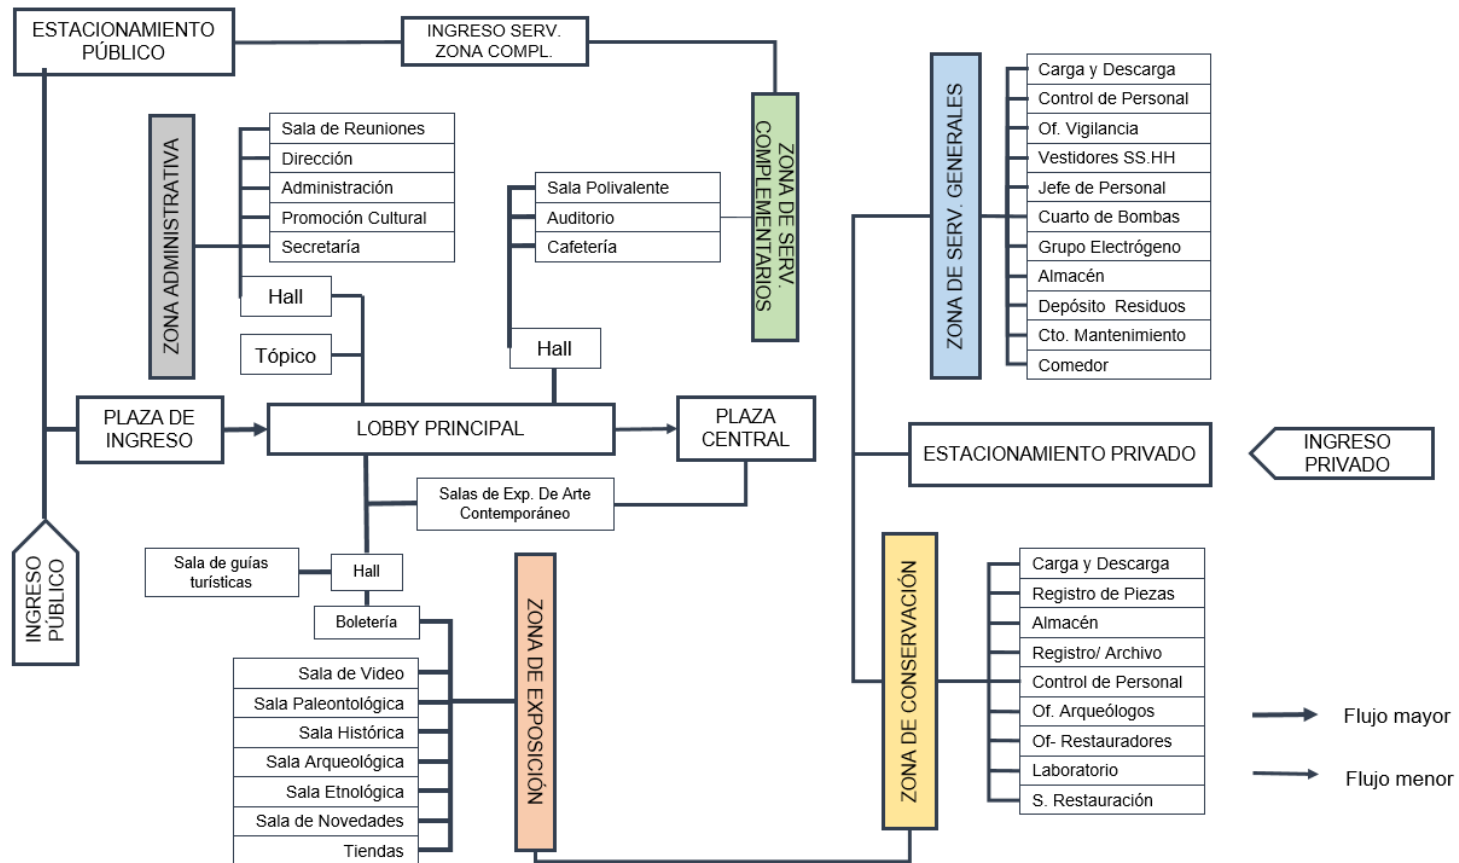 ESTACIONAMIENTO
PÚBLICO
INGRESO SERV.
ZONA COMPL.
ZONA ADMINISTRATIVA
Sala de Reuniones
Dirección
Administración
Promoción Cultural
Secretaría
Hall
Tópico
Sala Polivalente
Auditorio
Cafetería
Hall
ZONA DE SERV.
COMPLEMENTARIOS
ZONA DE SERV. GENERALES
Carga y Descarga
Control de Personal
Of. Vigilancia
Vestidores SS.HH
Jefe de Personal
Cuarto de Bombas
Grupo Electrógeno
Almacén
Depósito Residuos
Cto. Mantenimiento
Comedor
PLAZA DE
INGRESO
LOBBY PRINCIPAL
PLAZA
CENTRAL
ESTACIONAMIENTO PRIVADO
INGRESO
PRIVADO
INGRESO
PÚBLICO
Salas de Exp. De Arte
Contemporáneo
Sala de guías
turísticas
Hall
Boletería
Sala de Video
Sala Paleontológica
Sala Histórica
Sala Arqueológica
Sala Etnológica
Sala de Novedades
Tiendas
ZONA DE EXPOSICIÓN
ZONA DE CONSERVACIÓN
Carga y Descarga
Registro de Piezas
Almacén
Registro/ Archivo
Control de Personal
Of. Arqueólogos
Of- Restauradores
Laboratorio
S. Restauración
Flujo mayor
Flujo menor